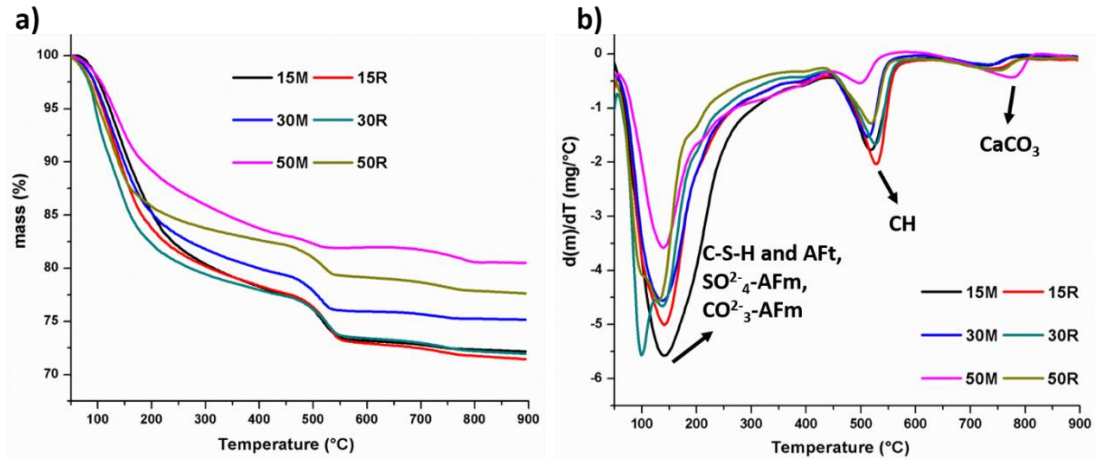 a)
100
95
90
85
80
75
70
mass (%)
15M 15R
30M 30R
50M 50R
100 200 300 400 500 600 700 800 900
Temperature (°C)
b)
0
-1
-2
-3
-4
-5
-6
d(m)/dT (mg/°C)
CaCO₃
CH
C-S-H and AFt,
SO²⁻₄-AFm,
CO²⁻₃-AFm
15M 15R
30M 30R
50M 50R
100 200 300 400 500 600 700 800 900
Temperature (°C)